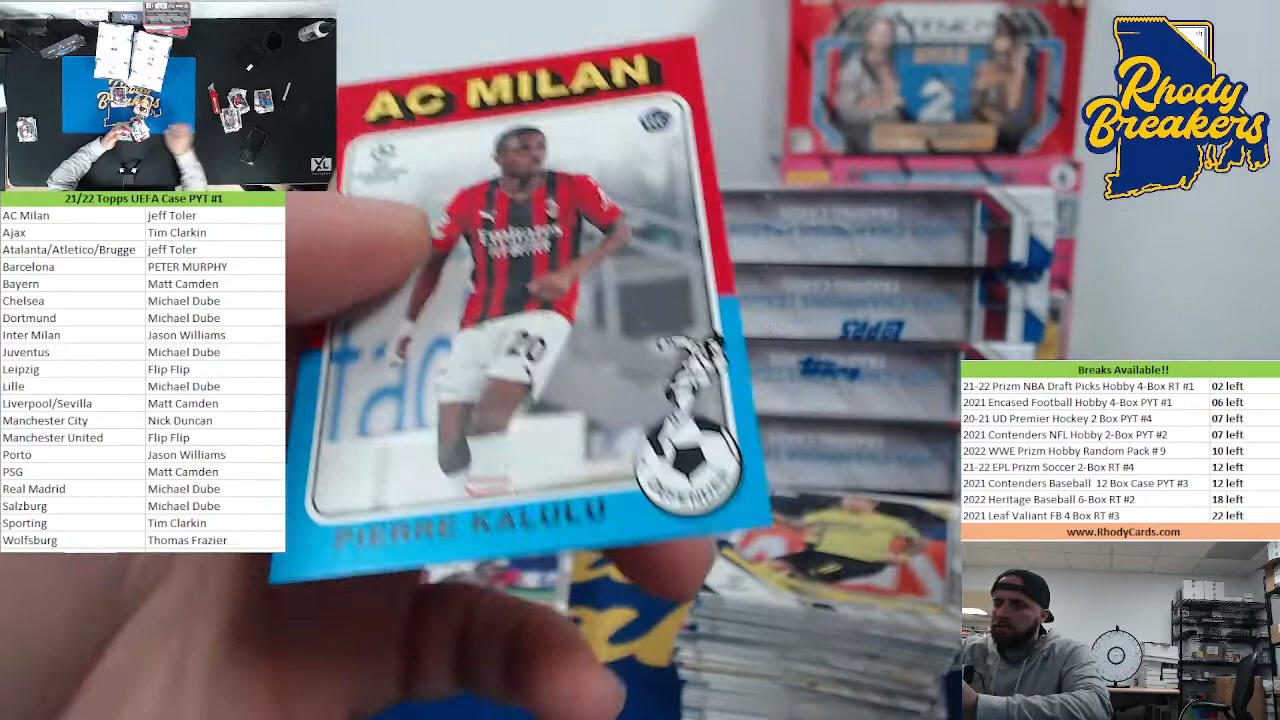 21/22 Topps UEFA Case PYT #1
AC Milan jeff Toler
Ajax Tim Clarkin
Atalanta/Atletico/Brugge jeff Toler
Barcelona PETER MURPHY
Bayern Matt Camden
Chelsea Michael Dube
Dortmund Michael Dube
Inter Milan Jason Williams
Juventus Michael Dube
Leipzig Flip Flip
Lille Michael Dube
Liverpool/Sevilla Matt Camden
Manchester City Nick Duncan
Manchester United Flip Flip
Porto Jason Williams
PSG Matt Camden
Real Madrid Michael Dube
Salzburg Michael Dube
Sporting Tim Clarkin
Wolfsburg Thomas Frazier
XL
AC MILAN
Emirates
20
DEFENDER
PIERRE KALULU
2
topps
topps
Rhody
Breakers
Breaks Available!!
21-22 Prizm NBA Draft Picks Hobby 4-Box RT #1 02 left
2021 Encased Football Hobby 4-Box PYT #1 06 left
20-21 UD Premier Hockey 2 Box PYT #4 07 left
2021 Contenders NFL Hobby 2-Box PYT #2 07 left
2022 WWE Prizm Hobby Random Pack # 9 10 left
21-22 EPL Prizm Soccer 2-Box RT #4 12 left
2021 Contenders Baseball 12 Box Case PYT #3 12 left
2022 Heritage Baseball 6-Box RT #2 18 left
2021 Leaf Valiant FB 4 Box RT #3 22 left
www.RhodyCards.com